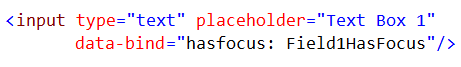 <input type="text" placeholder="Text Box 1"
data-bind="hasfocus: Field1HasFocus"/>